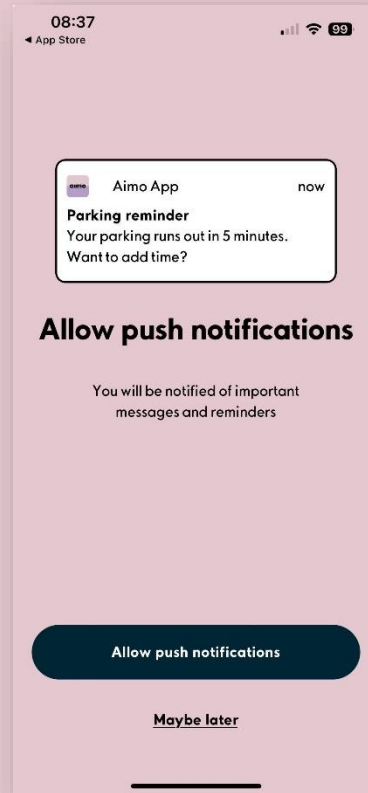 08:37
99
◀ App Store
aimo
Aimo App
now
Parking reminder
Your parking runs out in 5 minutes.
Want to add time?
Allow push notifications
You will be notified of important
messages and reminders
Allow push notifications
Maybe later